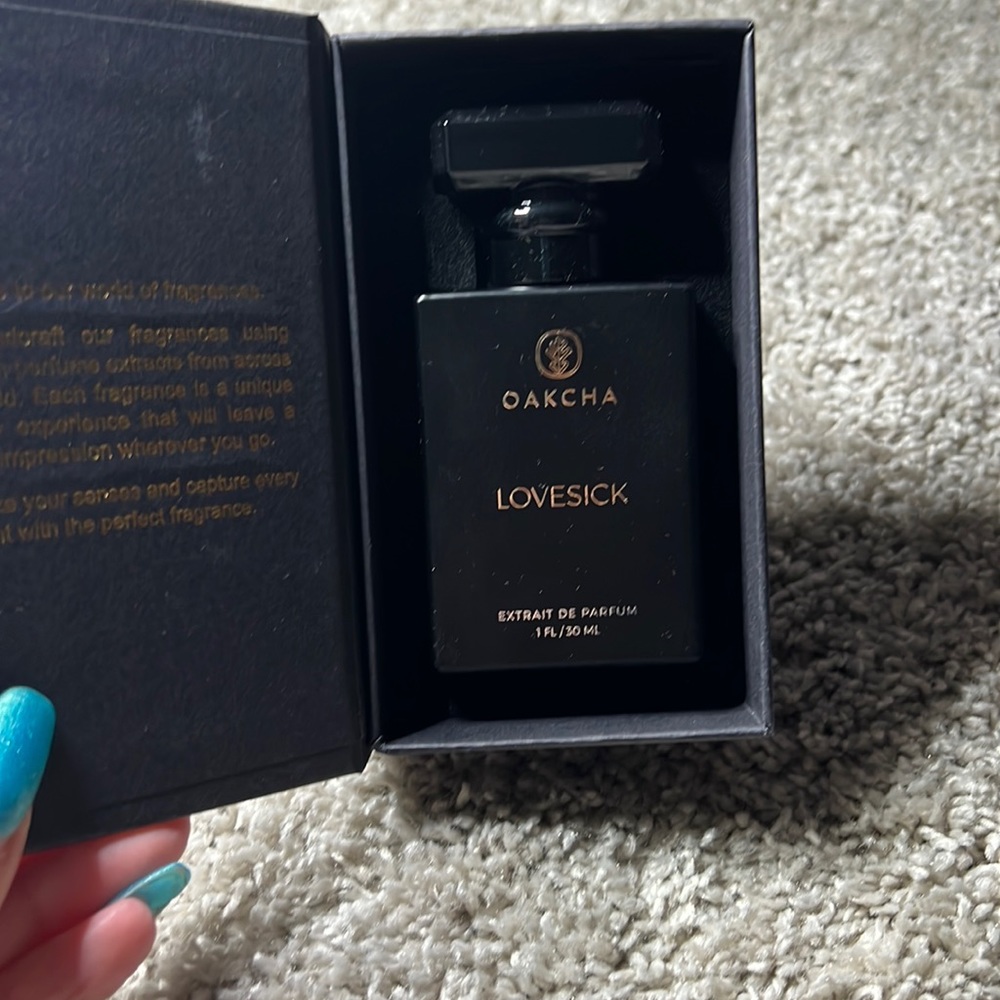 to our world of fragrances.
our fragrances using
perfume extracts from across
Each fragrance is a unique
experience that will leave a
impression wherever you go.
your senses and capture every
with the perfect fragrance.
OAKCHA
LOVESICK
EXTRAIT DE PARFUM
1 FL/30 ML